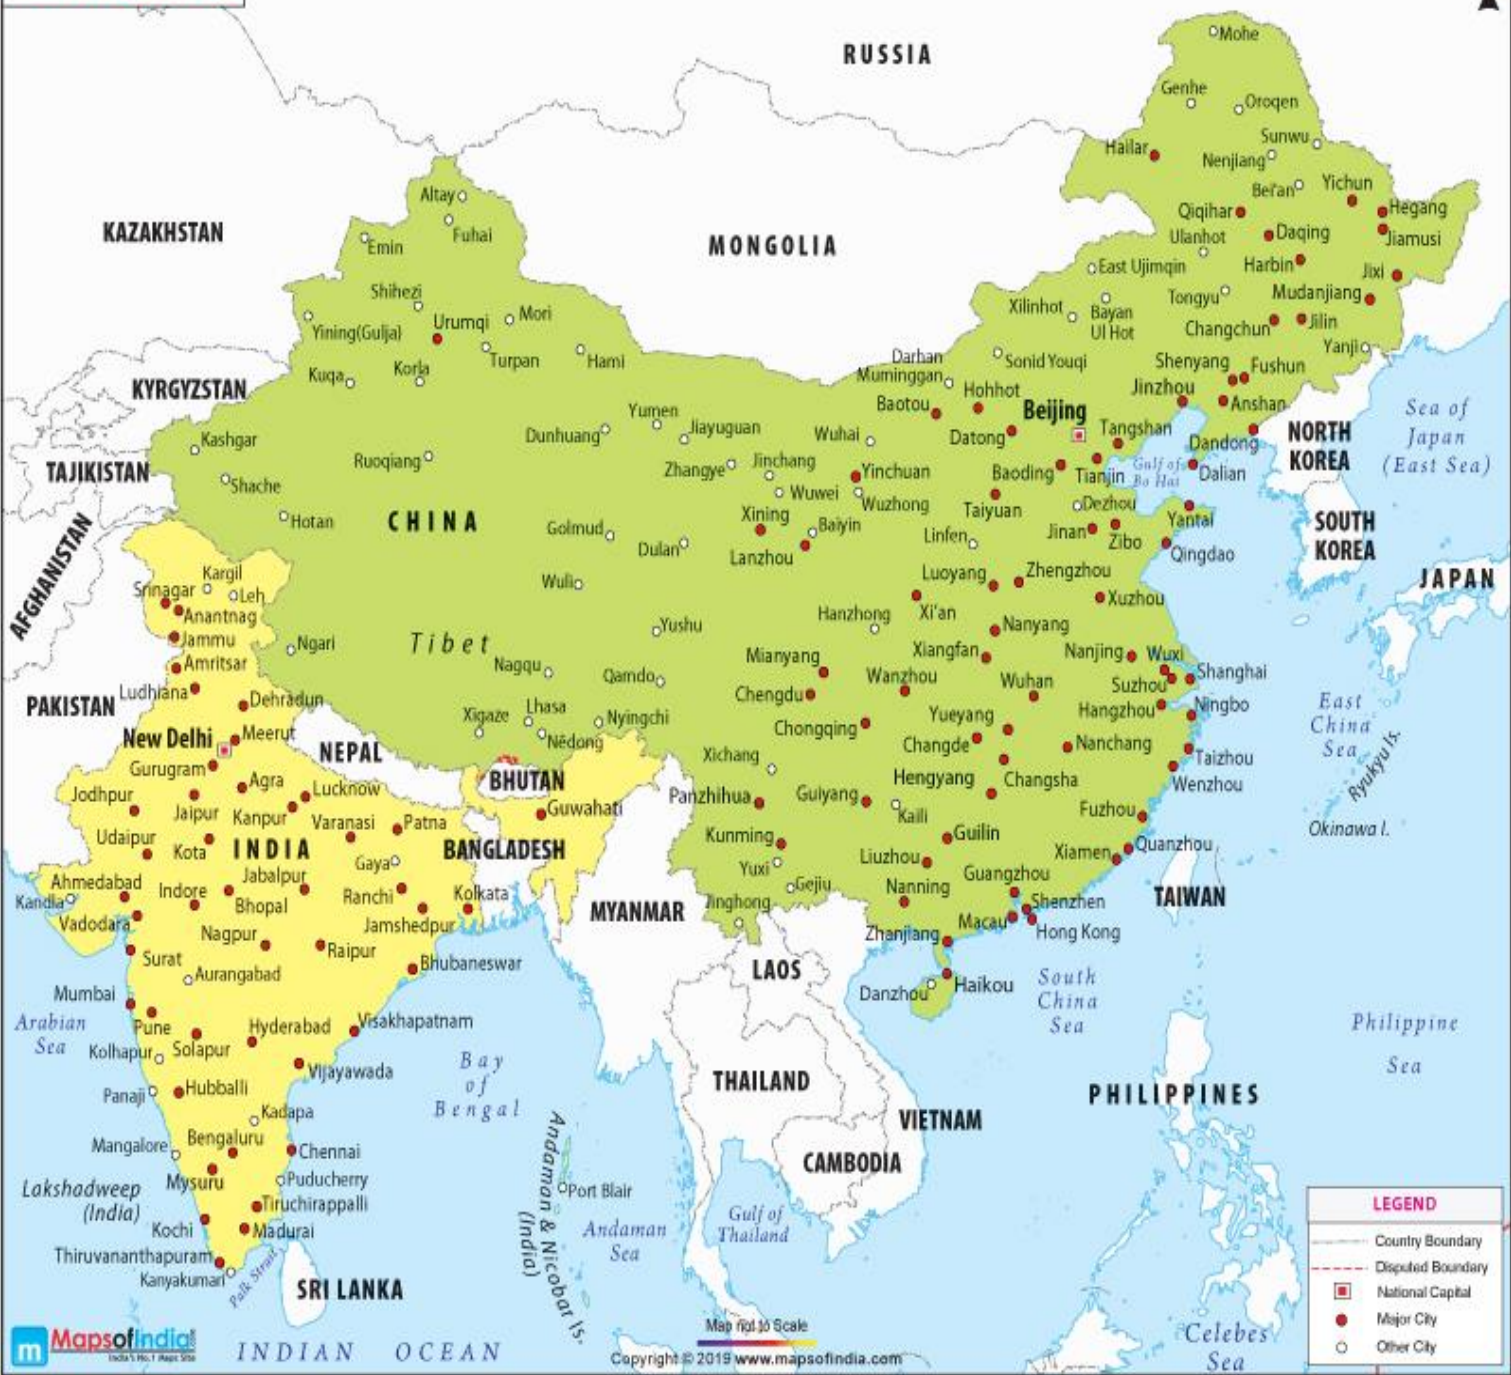 RUSSIA
Mohe
Genhe
Oroqen
Sunwu
Hailar
Nenjiang
Bei'an
Yichun
Altay
Qiqihar
Hegang
KAZAKHSTAN
Fuhai
Emin
MONGOLIA
Ulanhot
Daqing
Jiamusi
East Ujimqin
Harbin
Jixi
Shihezi
Mori
Xilinhot
Bayan
Ul Hot
Tongyu
Mudanjiang
Yining(Gulja)
Urumqi
Changchun
Jilin
Turpan
Hami
Darhan
Muminggan
Sonid Youqi
Yanji
Kuqa
Korla
Shenyang
Fushun
KYRGYZSTAN
Hohhot
Jinzhou
Baotou
Beijing
Anshan
Yumen
Jiayuguan
Dunhuang
Wuhai
Datong
Tangshan
Dandong
NORTH
KOREA
Sea of
Japan
(East Sea)
Kashgar
Ruoqiang
Zhangye
Jinchang
Yinchuan
Baoding
Tianjin
Gulf of
Bo Hai
Dalian
TAJIKISTAN
Shache
Wuwei
Wuzhong
Taiyuan
Dezhou
Hotan
CHINA
Golmud
Xining
Baiyin
Linfen
Jinan
Zibo
Yantai
SOUTH
KOREA
Dulan
Lanzhou
Qingdao
AFGHANISTAN
Kargil
Srinagar
Leh
Wuli
Luoyang
Zhengzhou
JAPAN
Anantnag
Xuzhou
Hanzhong
Xi'an
Jammu
Ngari
Tibet
Yushu
Nanyang
Amritsar
Nagqu
Mianyang
Xiangfan
Nanjing
Wuxi
Ludhiana
Qamdo
Chengdu
Wanzhou
Wuhan
Suzhou
Shanghai
PAKISTAN
Dehradun
Xigaze
Lhasa
Nyingchi
Yueyang
Hangzhou
Ningbo
East
China
Sea
New Delhi
Meerut
NEPAL
Nêdong
Chongqing
Changde
Nanchang
Taizhou
Ryukyu Is.
Gurugram
BHUTAN
Xichang
Hengyang
Changsha
Wenzhou
Jodhpur
Agra
Lucknow
Panzhihua
Guiyang
Jaipur
Kanpur
Guwahati
Kaili
Fuzhou
Udaipur
Varanasi
Patna
Kunming
Guilin
Okinawa I.
Kota
INDIA
Gaya
BANGLADESH
Yuxi
Liuzhou
Xiamen
Quanzhou
Ahmedabad
Indore
Jabalpur
Ranchi
Kolkata
Gejiu
Nanning
Guangzhou
TAIWAN
Kandla
Bhopal
MYANMAR
Jinghong
Shenzhen
Vadodara
Jamshedpur
Macau
Nagpur
Zhanjiang
Hong Kong
Surat
Raipur
Bhubaneswar
LAOS
Aurangabad
Danzhou
Haikou
South
China
Sea
Mumbai
Arabian
Sea
Pune
Hyderabad
Visakhapatnam
Philippine
Sea
Kolhapur
Solapur
Vijayawada
Bay
of
Bengal
Panaji
Hubballi
THAILAND
PHILIPPINES
Kadapa
VIETNAM
Mangalore
Bengaluru
Chennai
CAMBODIA
Lakshadweep
(India)
Mysuru
Puducherry
Andaman & Nicobar Is.
(India)
Port Blair
Tiruchirappalli
Kochi
Madurai
Andaman
Sea
Gulf of
Thailand
Thiruvananthapuram
Kanyakumari
Palk Strait
SRI LANKA
LEGEND
Country Boundary
Disputed Boundary
National Capital
Major City
Other City
m MapsofIndia.com
India's No.1 Maps Site
INDIAN OCEAN
Map not to Scale
Copyright © 2019 www.mapsofindia.com
Celebes
Sea